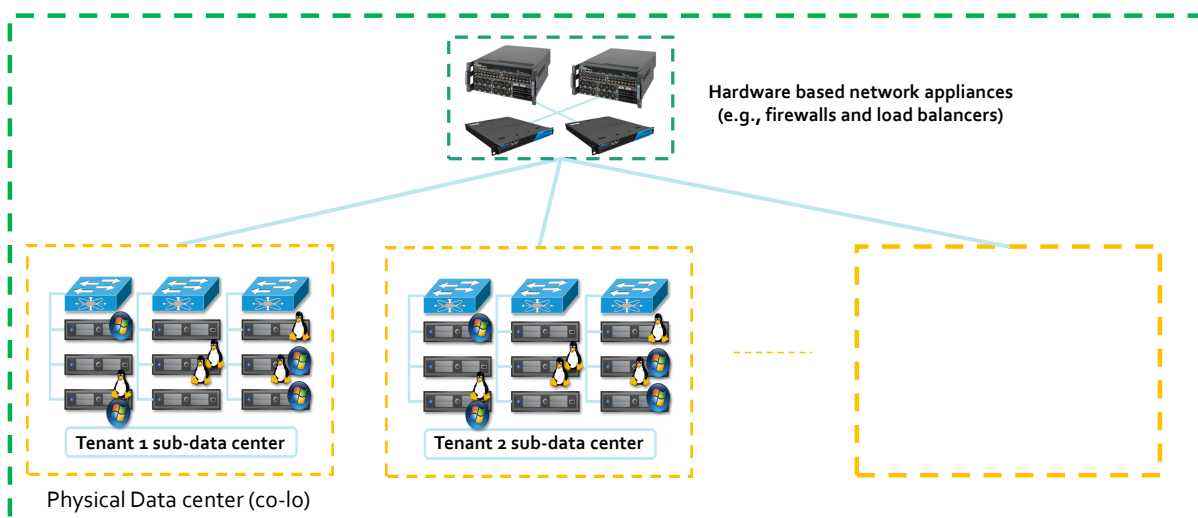 Hardware based network appliances
(e.g., firewalls and load balancers)
Tenant 1 sub-data center
Tenant 2 sub-data center
Physical Data center (co-lo)